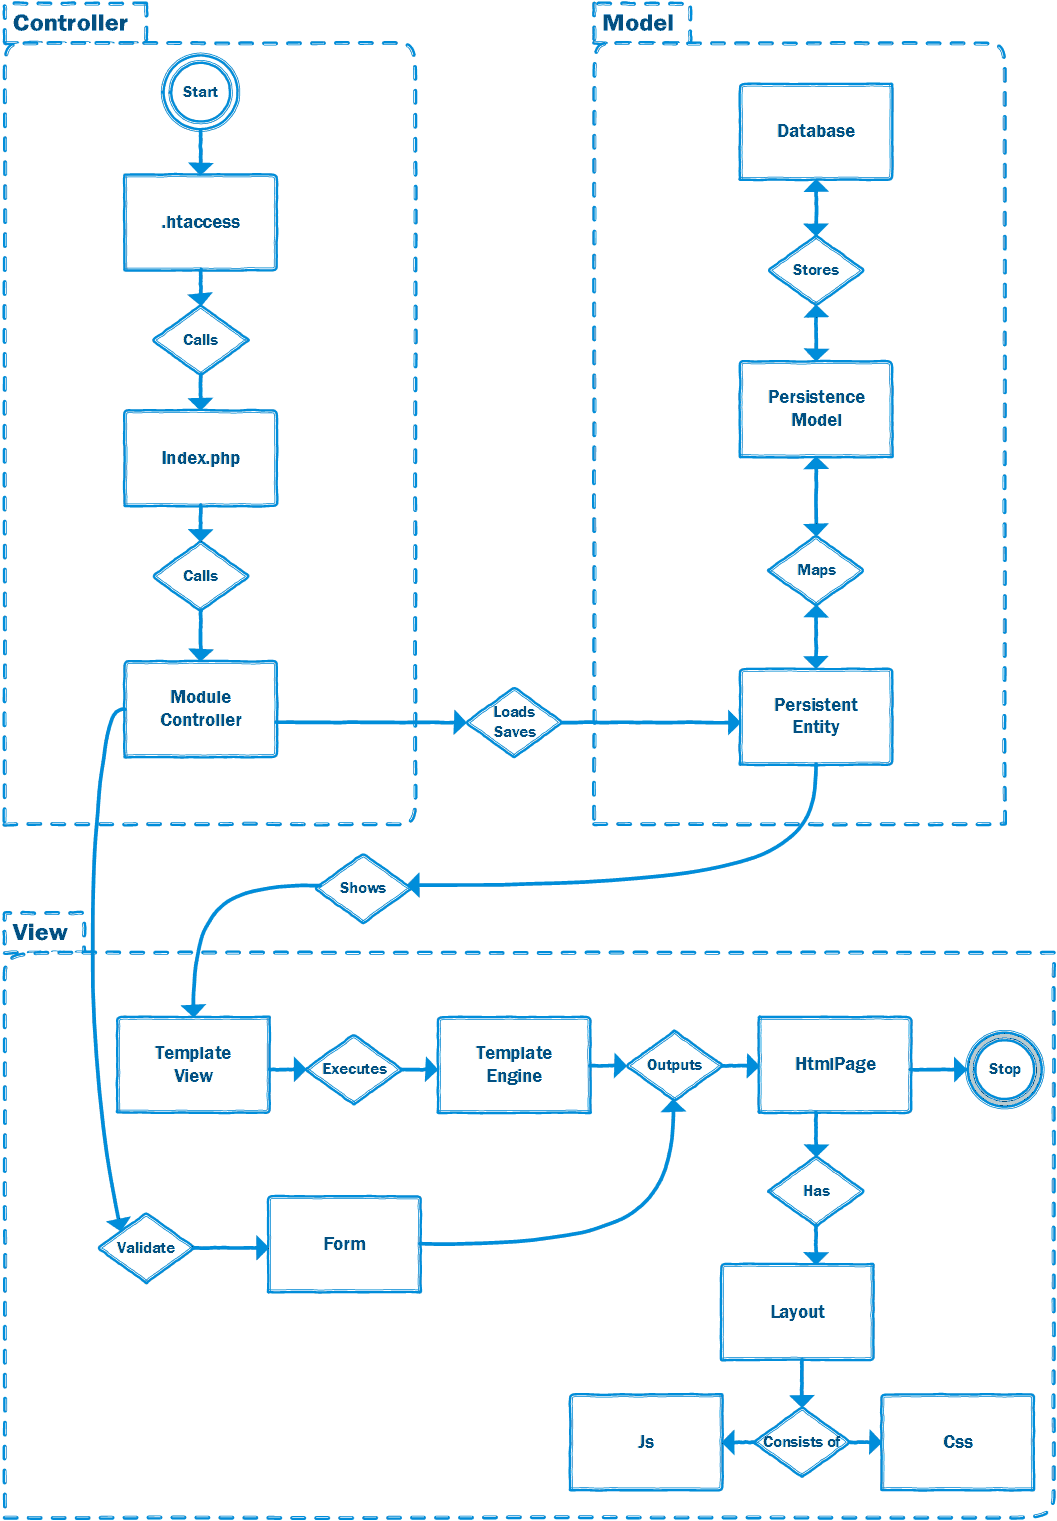 Controller
Start
.htaccess
Calls
Index.php
Calls
Module
Controller
Loads
Saves
Model
Database
Stores
Persistence
Model
Maps
Persistent
Entity
Shows
View
Template
View
Executes
Template
Engine
Outputs
HtmlPage
Stop
Has
Validate
Form
Layout
Js
Consists of
Css